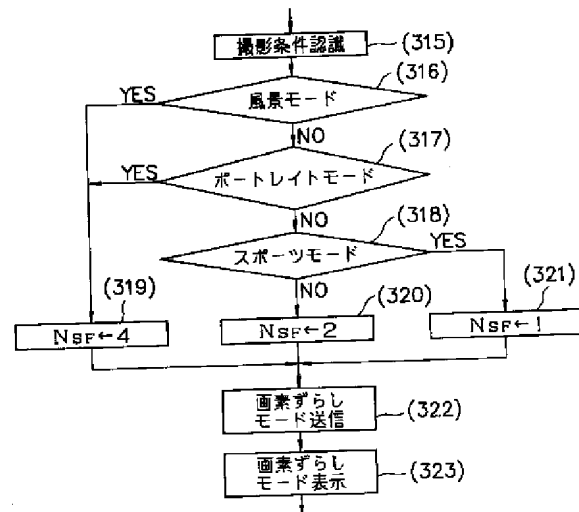 撮影条件認識
(315)
(316)
YES
風景モード
NO
(317)
YES
ポートレイトモード
NO
(318)
スポーツモード
YES
NO
(319)
(320)
(321)
NSF←4
NSF←2
NSF←1
画素ずらし
モード送信
(322)
画素ずらし
モード表示
(323)